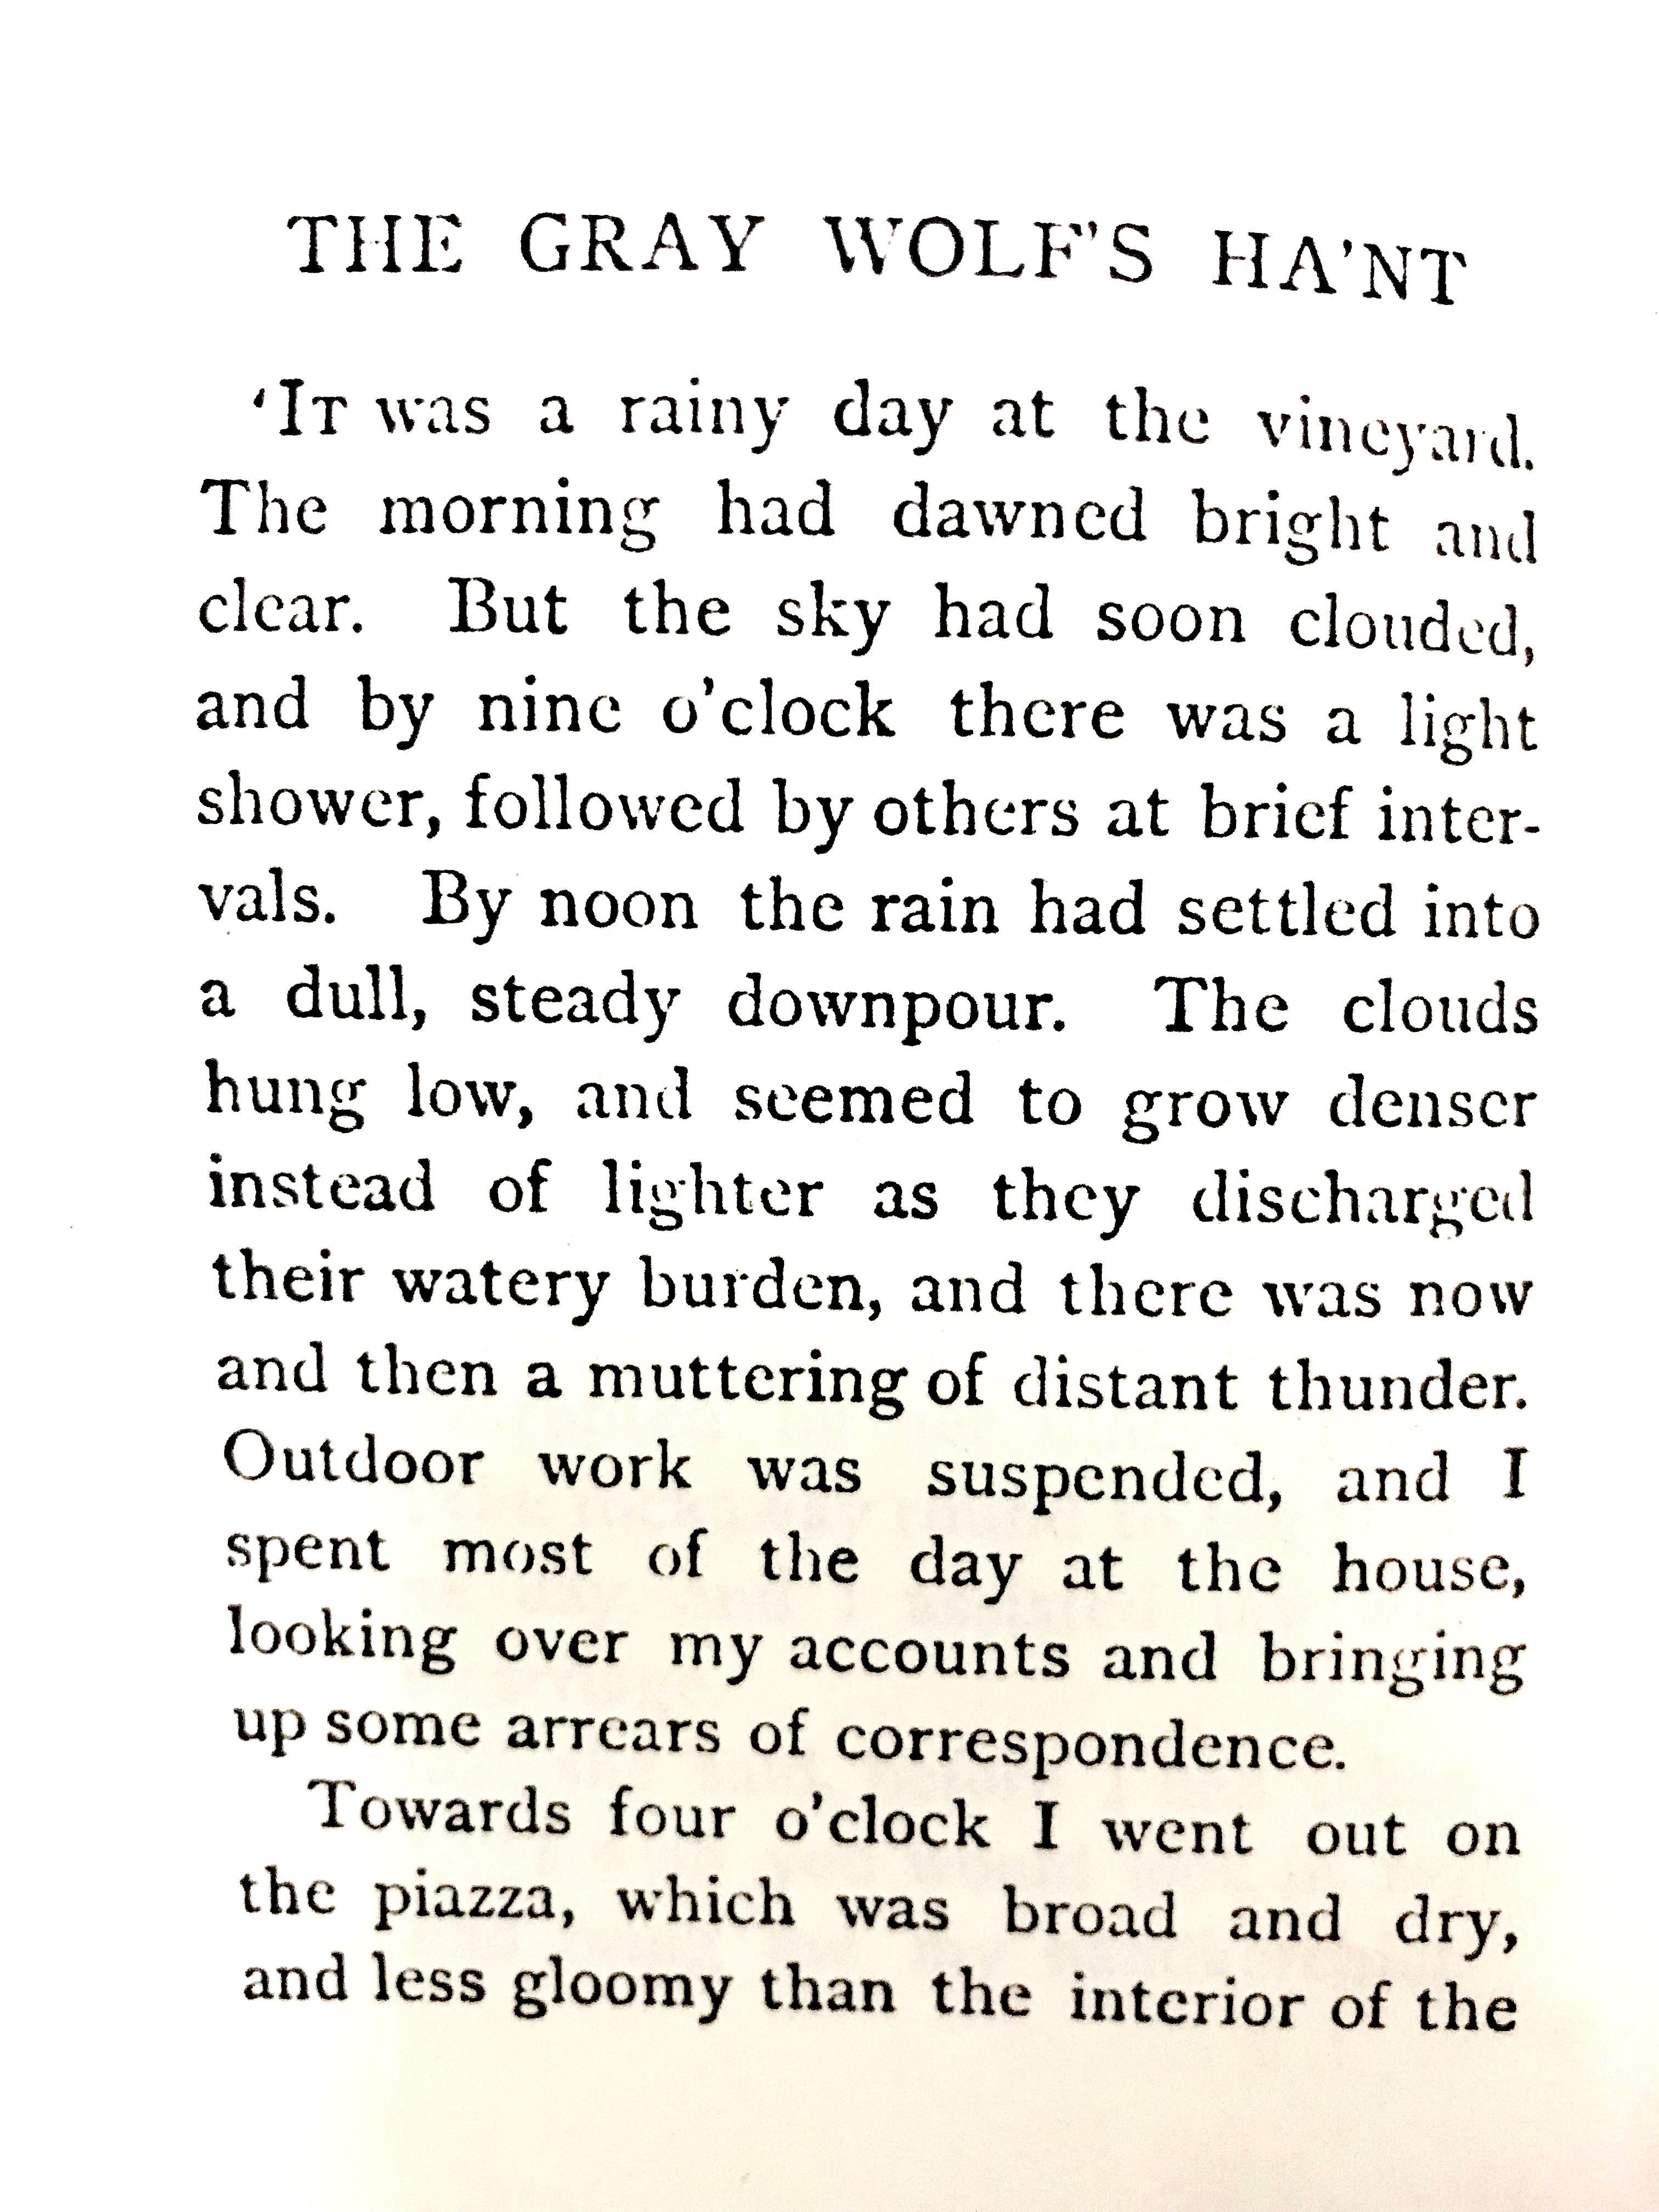 THE GRAY WOLF'S HA'NT
‘IT was a rainy day at the vineyard.
The morning had dawned bright and
clear. But the sky had soon clouded,
and by nine o'clock there was a light
shower, followed by others at brief inter-
vals. By noon the rain had settled into
a dull, steady downpour. The clouds
hung low, and seemed to grow denser
instead of lighter as they discharged
their watery burden, and there was now
and then a muttering of distant thunder.
Outdoor work was suspended, and I
spent most of the day at the house,
looking over my accounts and bringing
up some arrears of correspondence.
Towards four o'clock I went out on
the piazza, which was broad and dry,
and less gloomy than the interior of the